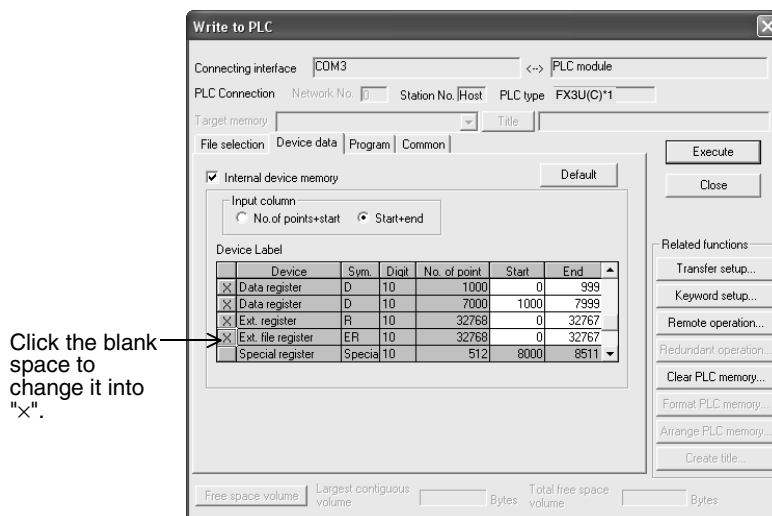 Write to PLC
Connecting interface COM3 <--> PLC module
PLC Connection Network No. 0 Station No. Host PLC type FX3U(C)*1
Target memory Title
File selection Device data Program Common
Execute
Close
Internal device memory Default
Input column
No. of points+start Start+end
Device Label
Device Sym. Digit No. of point Start End
X Data register D 10 1000 0 999
X Data register D 10 7000 1000 7999
X Ext. register R 10 32768 0 32767
X Ext. file register ER 10 32768 0 32767
Special register Specia 10 512 8000 8511
Related functions
Transfer setup...
Keyword setup...
Remote operation...
Redundant operation...
Clear PLC memory...
Format PLC memory...
Arrange PLC memory...
Create title...
Click the blank
space to
change it into
"×".
Free space volume Largest contiguous volume Bytes Total free space volume Bytes